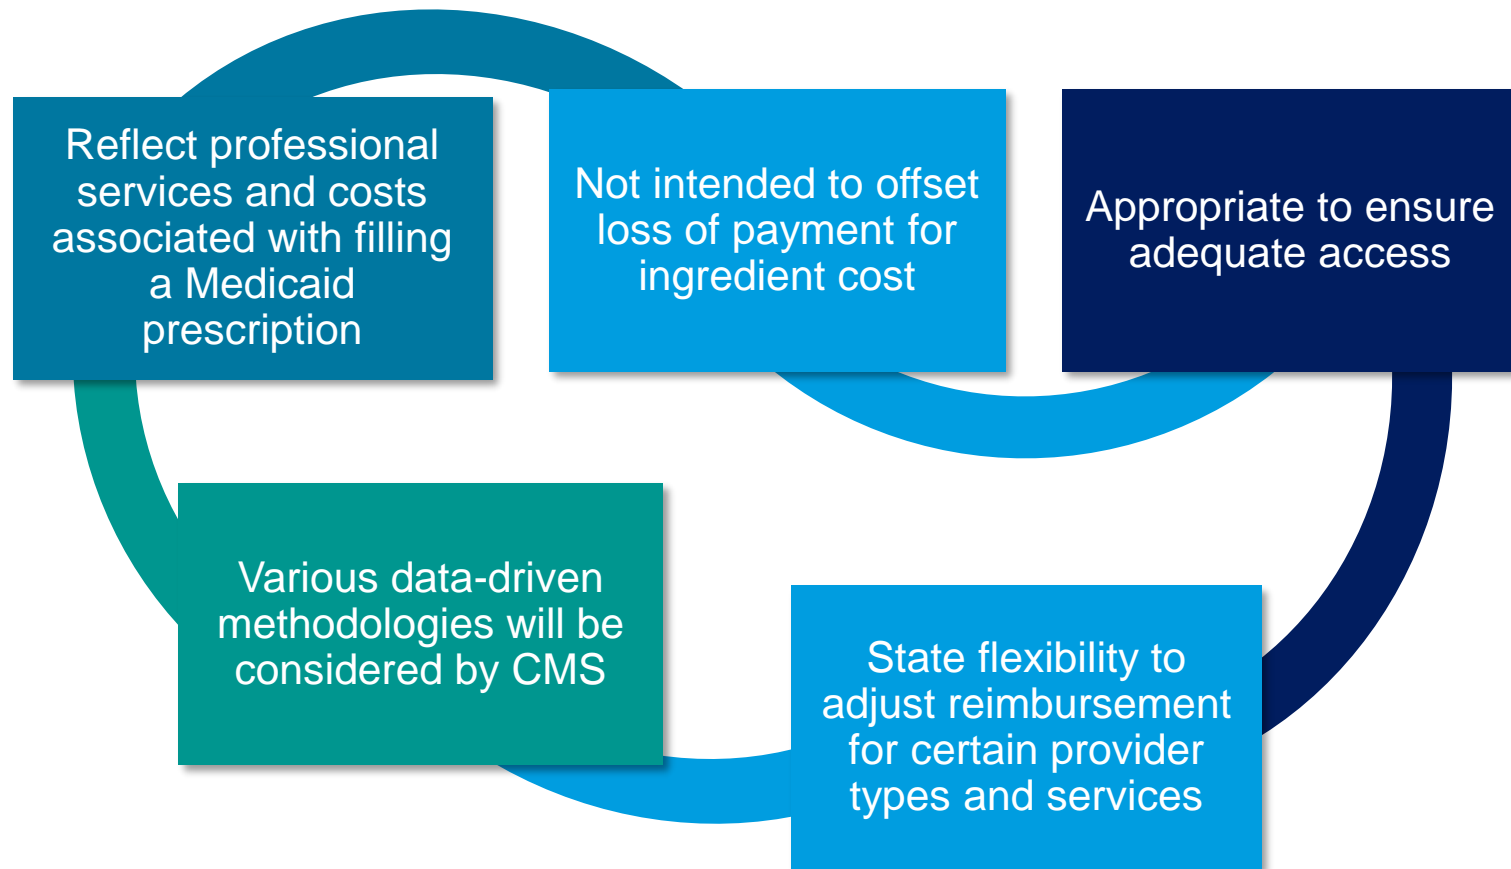 Reflect professional
services and costs
associated with filling
a Medicaid
prescription
Not intended to offset
loss of payment for
ingredient cost
Appropriate to ensure
adequate access
Various data-driven
methodologies will be
considered by CMS
State flexibility to
adjust reimbursement
for certain provider
types and services